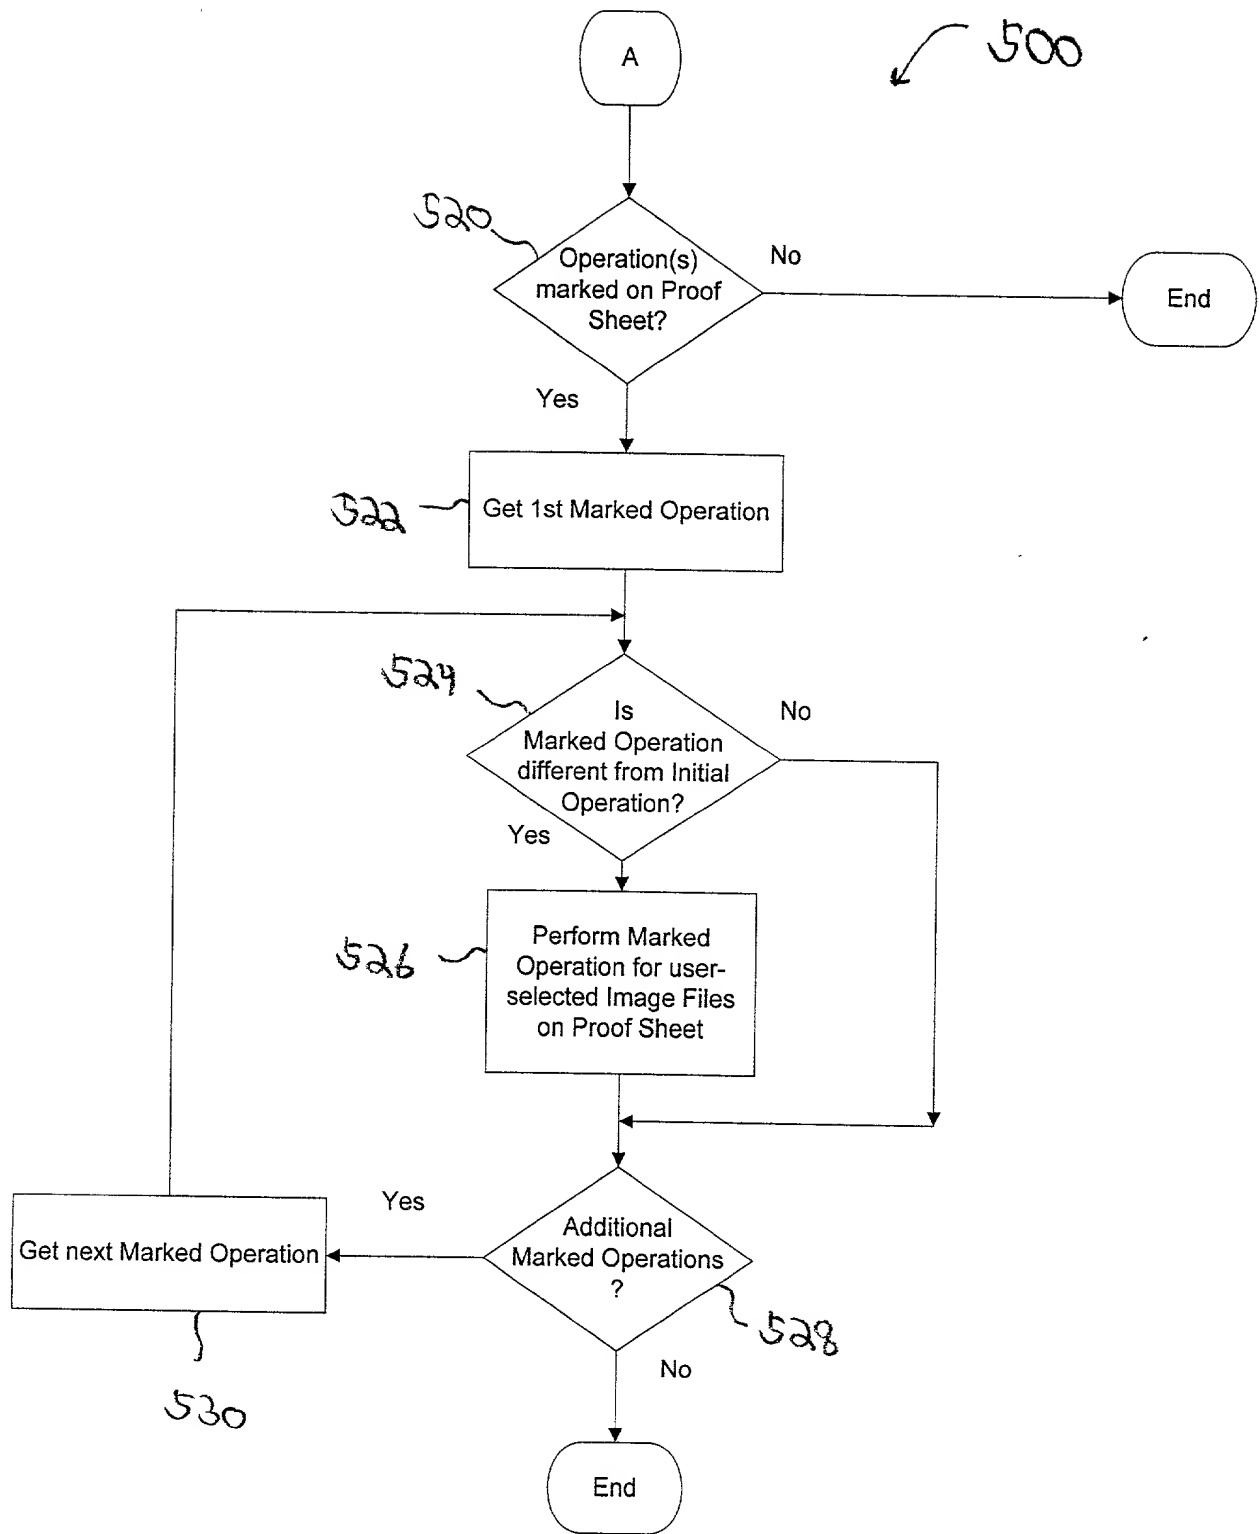 A
500
520
Operation(s)
marked on Proof
Sheet?
No
End
Yes
522
Get 1st Marked Operation
524
Is
Marked Operation
different from Initial
Operation?
No
Yes
526
Perform Marked
Operation for user-
selected Image Files
on Proof Sheet
Yes
Get next Marked Operation
Additional
Marked Operations
?
528
No
530
End